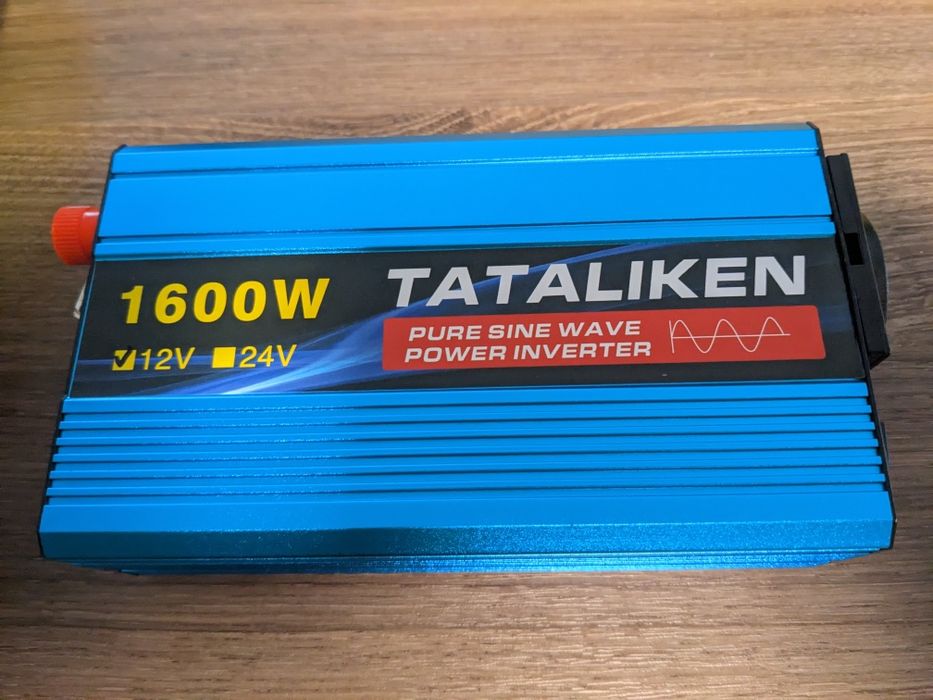 1600W
12V 24V
TATALIKEN
PURE SINE WAVE
POWER INVERTER